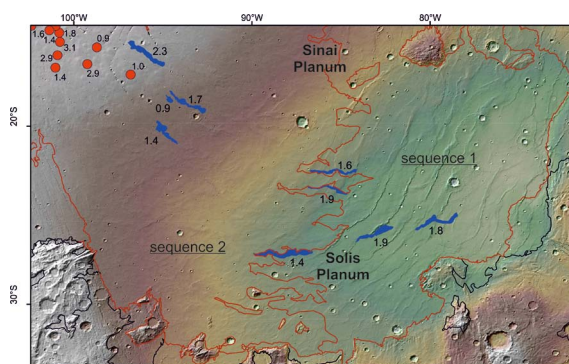 100°W
90°W
80°W
1.6
1.8
1.4
3.1
0.9
2.3
2.9
1.4
2.9
1.0
Sinai
Planum
0.9
1.7
20°S
1.4
1.6
sequence 1
1.9
sequence 2
1.9
1.8
1.4
Solis
Planum
30°S